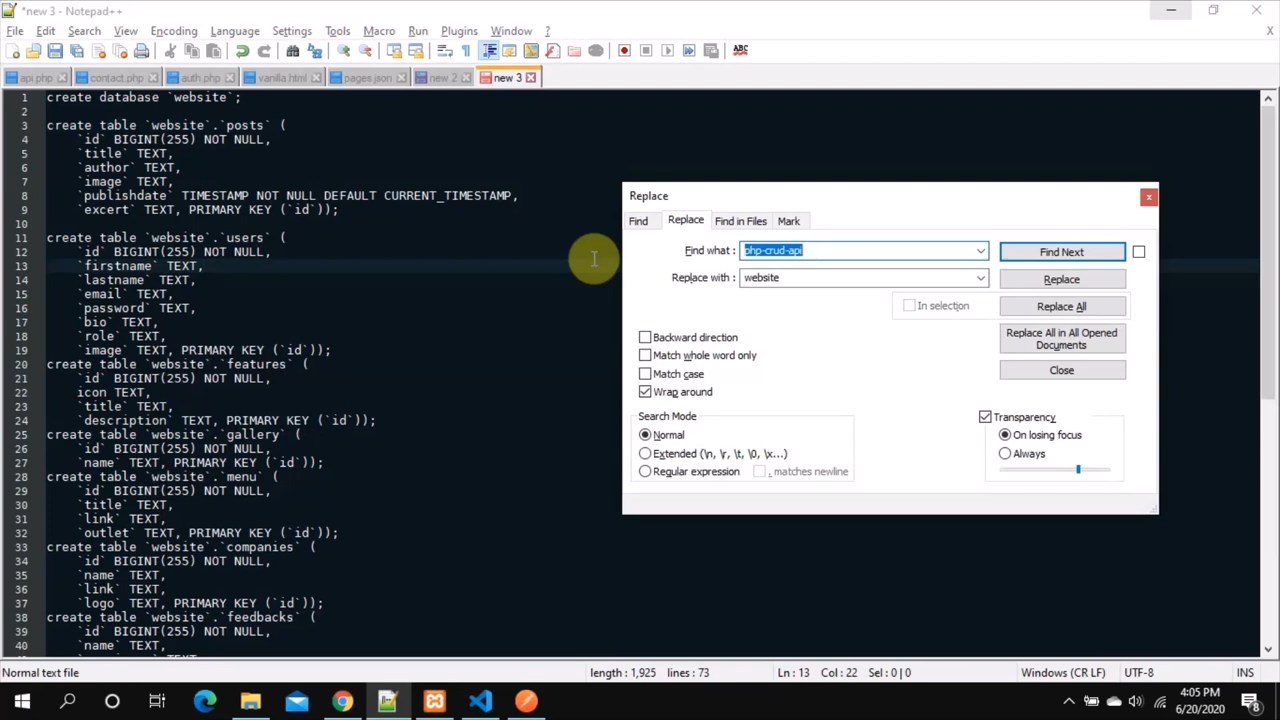 *new 3 - Notepad++
File Edit Search View Encoding Language Settings Tools Macro Run Plugins Window ? X
ABC
api.php contact.php auth.php vanilla.html pages.json new 2 new 3
1 create database `website`;
2
3 create table `website`.`posts` (
4 `id` BIGINT(255) NOT NULL,
5 `title` TEXT,
6 `author` TEXT,
7 `image` TEXT,
8 `publishdate` TIMESTAMP NOT NULL DEFAULT CURRENT_TIMESTAMP,
9 `excert` TEXT, PRIMARY KEY (`id`));
10
11 create table `website`.`users` (
12 `id` BIGINT(255) NOT NULL,
13 `firstname` TEXT,
14 `lastname` TEXT,
15 `email` TEXT,
16 `password` TEXT,
17 `bio` TEXT,
18 `role` TEXT,
19 `image` TEXT, PRIMARY KEY (`id`));
20 create table `website`.`features` (
21 `id` BIGINT(255) NOT NULL,
22 icon TEXT,
23 `title` TEXT,
24 `description` TEXT, PRIMARY KEY (`id`));
25 create table `website`.`gallery` (
26 `id` BIGINT(255) NOT NULL,
27 `name` TEXT, PRIMARY KEY (`id`));
28 create table `website`.`menu` (
29 `id` BIGINT(255) NOT NULL,
30 `title` TEXT,
31 `link` TEXT,
32 `outlet` TEXT, PRIMARY KEY (`id`));
33 create table `website`.`companies` (
34 `id` BIGINT(255) NOT NULL,
35 `name` TEXT,
36 `link` TEXT,
37 `logo` TEXT, PRIMARY KEY (`id`));
38 create table `website`.`feedbacks` (
39 `id` BIGINT(255) NOT NULL,
40 `name` TEXT,
Replace
Find Replace Find in Files Mark
Find what : php-crud-api Find Next
Replace with : website Replace
In selection Replace All
Replace All in All Opened
Documents
Close
Backward direction
Match whole word only
Match case
Wrap around
Search Mode
Normal
Extended (\n, \r, \t, \0, \x...)
Regular expression . matches newline
Transparency
On losing focus
Always
Normal text file length : 1,925 lines : 73 Ln : 13 Col : 22 Sel : 0 | 0 Windows (CR LF) UTF-8 INS
4:05 PM
6/20/2020
8